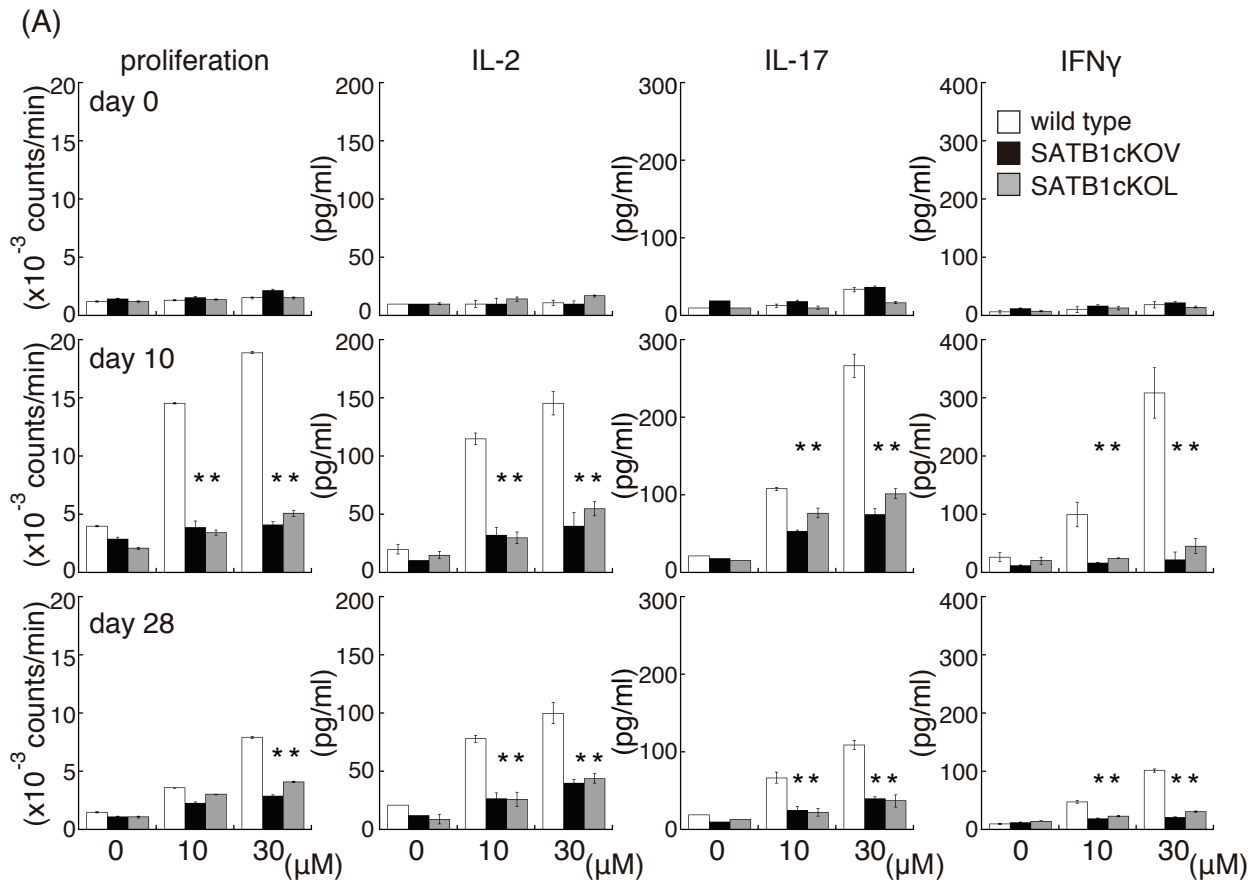 (A)
proliferation IL-2 IL-17 IFNγ
day 0
(x10-3 counts/min)
20
15
10
5
0
(pg/ml)
200
150
100
50
0
(pg/ml)
300
200
100
0
(pg/ml)
400
300
200
100
0
wild type
SATB1cKOV
SATB1cKOL
day 10
(x10-3 counts/min)
20
15
10
5
0
* * * *
(pg/ml)
200
150
100
50
0
* * * *
(pg/ml)
300
200
100
0
* * * *
(pg/ml)
400
300
200
100
0
* * * *
day 28
(x10-3 counts/min)
20
15
10
5
0
* *
(pg/ml)
200
150
100
50
0
* * * *
(pg/ml)
300
200
100
0
* * * *
(pg/ml)
400
300
200
100
0
* * * *
0 10 30 (μM) 0 10 30 (μM) 0 10 30 (μM) 0 10 30 (μM)